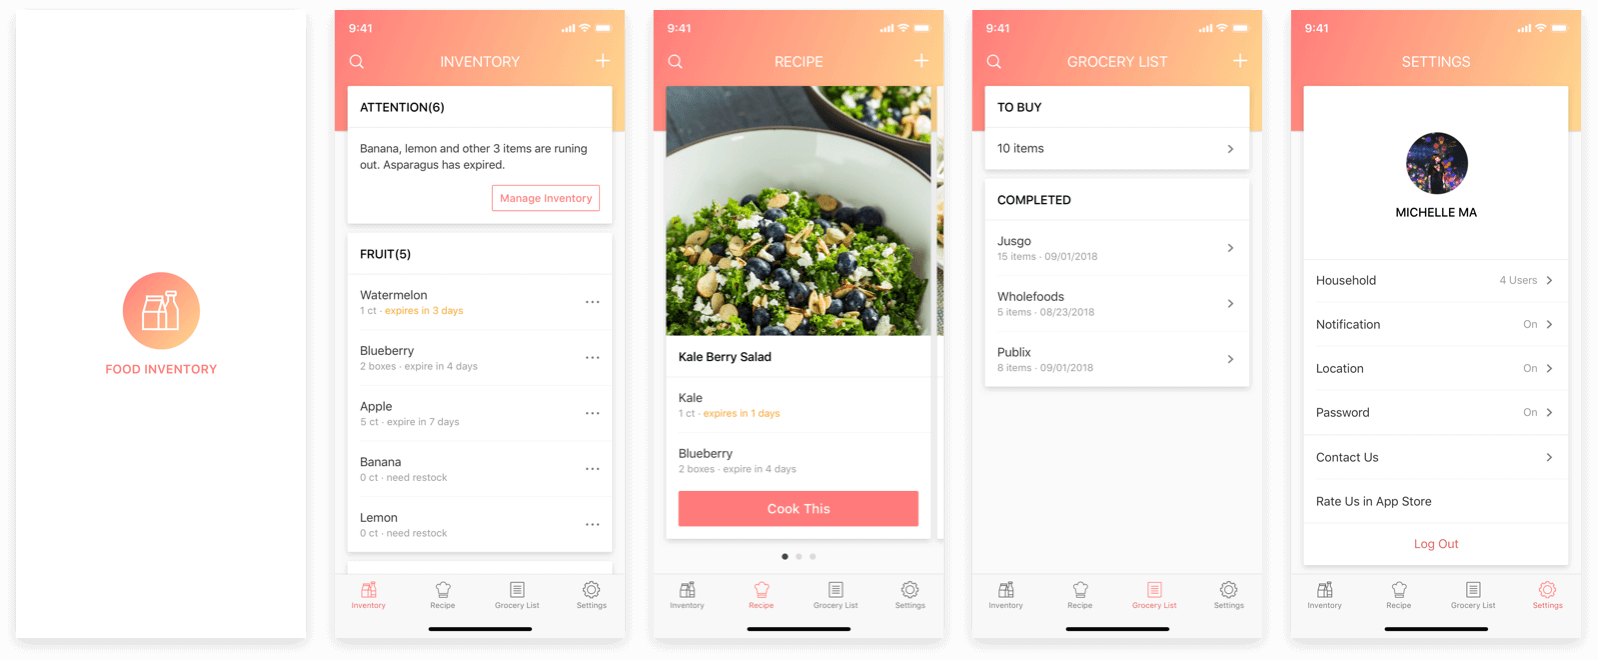 FOOD INVENTORY
9:41
INVENTORY
ATTENTION(6)
Banana, lemon and other 3 items are runing
out. Asparagus has expired.
Manage Inventory
FRUIT(5)
Watermelon
1 ct · expires in 3 days
Blueberry
2 boxes · expire in 4 days
Apple
5 ct · expire in 7 days
Banana
0 ct · need restock
Lemon
0 ct · need restock
Inventory
Recipe
Grocery List
Settings
9:41
RECIPE
Kale Berry Salad
Kale
1 ct · expires in 1 days
Blueberry
2 boxes · expire in 4 days
Cook This
Inventory
Recipe
Grocery List
Settings
9:41
GROCERY LIST
TO BUY
10 items
COMPLETED
Jusgo
15 items · 09/01/2018
Wholefoods
5 items · 08/23/2018
Publix
8 items · 09/01/2018
Inventory
Recipe
Grocery List
Settings
9:41
SETTINGS
MICHELLE MA
Household 4 Users
Notification On
Location On
Password On
Contact Us
Rate Us in App Store
Log Out
Inventory
Recipe
Grocery List
Settings